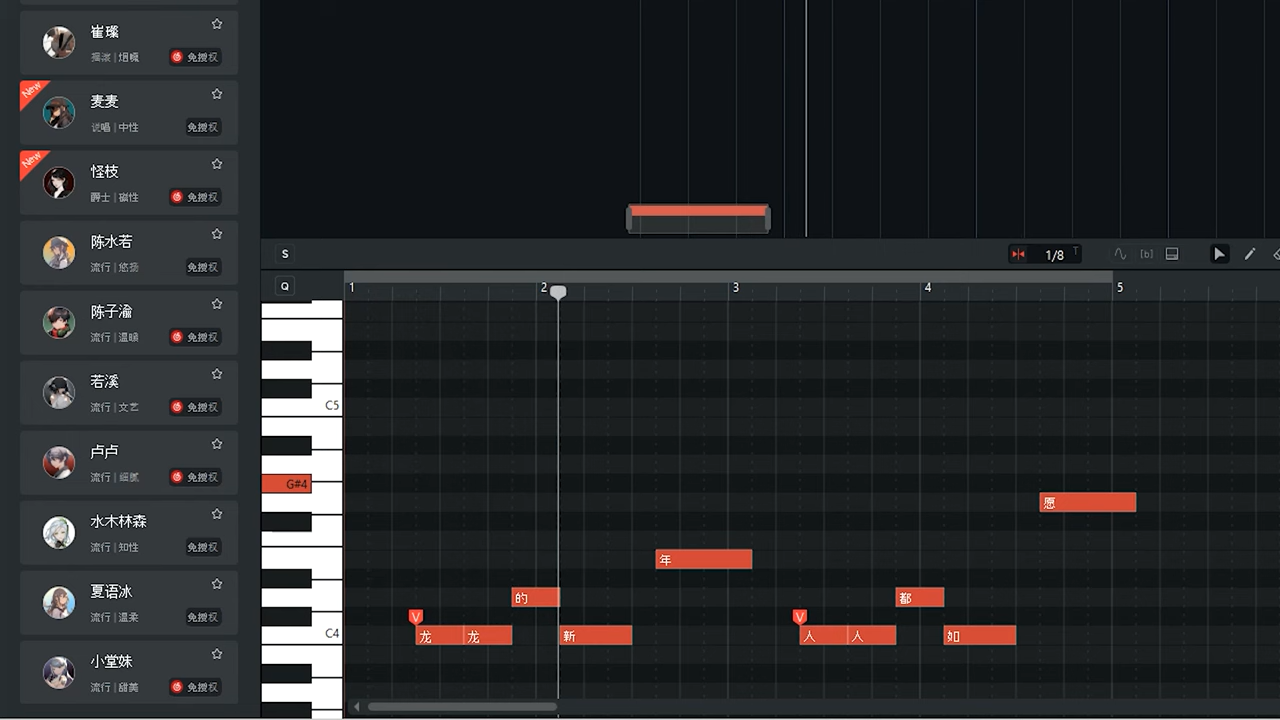 崔璨
摇滚 | 烟嗓
免授权
New
麦麦
说唱 | 中性
免授权
New
怪枝
爵士 | 磁性
免授权
陈水若
流行 | 悠扬
免授权
陈子渝
流行 | 温暖
免授权
若溪
流行 | 文艺
免授权
卢卢
流行 | 细腻
免授权
水木林森
流行 | 知性
免授权
夏语冰
流行 | 温柔
免授权
小堂妹
流行 | 甜美
免授权
S
1/8 T
[b]
Q
1 2 3 4 5
C5
G#4
愿
年
的
都
V
V
C4
龙 龙 新 人 人 如